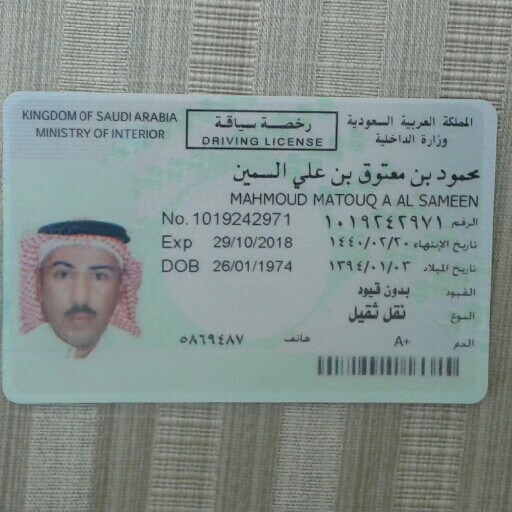 KINGDOM OF SAUDI ARABIA
MINISTRY OF INTERIOR
رخصة سياقة
DRIVING LICENSE
المملكة العربية السعودية
وزارة الداخلية
محمود بن معتوق بن علي السمين
MAHMOUD MATOUQ A AL SAMEEN
No. 1019242971 الرقم ١٠١٩٢٤٢٩٧١
Exp 29/10/2018 تاريخ الإنتهاء ١٤٤٠/٠٢/٢٠
DOB 26/01/1974 تاريخ الميلاد ١٣٩٤/٠١/٠٣
القيود بدون قيود
النوع نقل ثقيل
الدم A+ هاتف ٥٨٦٩٤٨٧